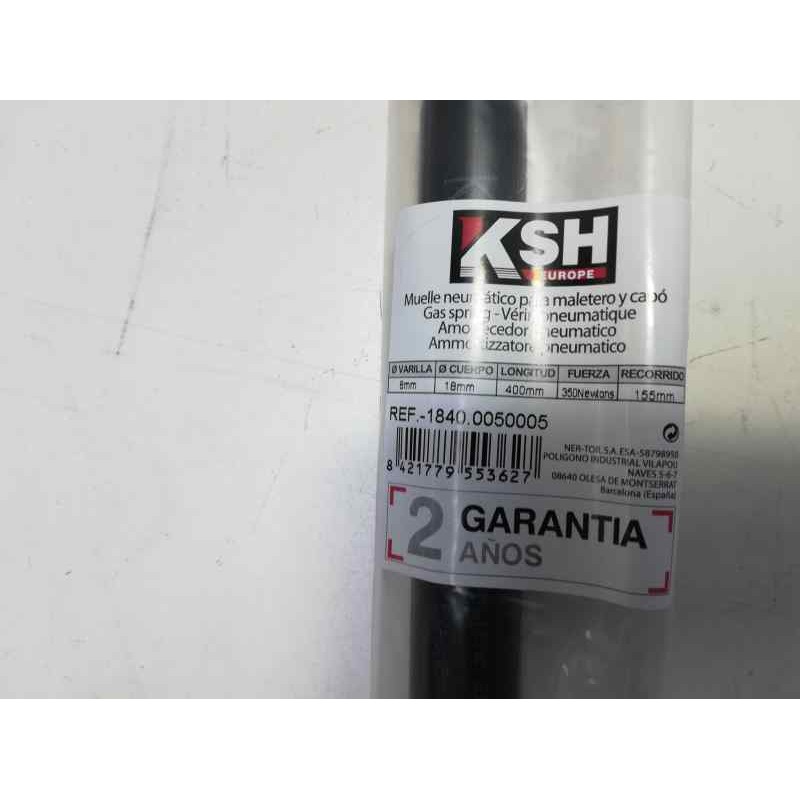 KSH
EUROPE
Muelle neumático para maletero y capó
Gas spring - Vérin pneumatique
Amortecedor pneumatico
Ammortizzatore pneumatico
Ø VARILLA Ø CUERPO LONGITUD FUERZA RECORRIDO
8mm 18mm 400mm 350Newtons 155mm
REF.-1840.0050005
8 421779 553627
NER-TOIL S.A. ESA-58798950
POLIGONO INDUSTRIAL VILAPOU
NAVES 5-6-7
08640 OLESA DE MONTSERRAT
Barcelona (España)
2 GARANTIA
AÑOS